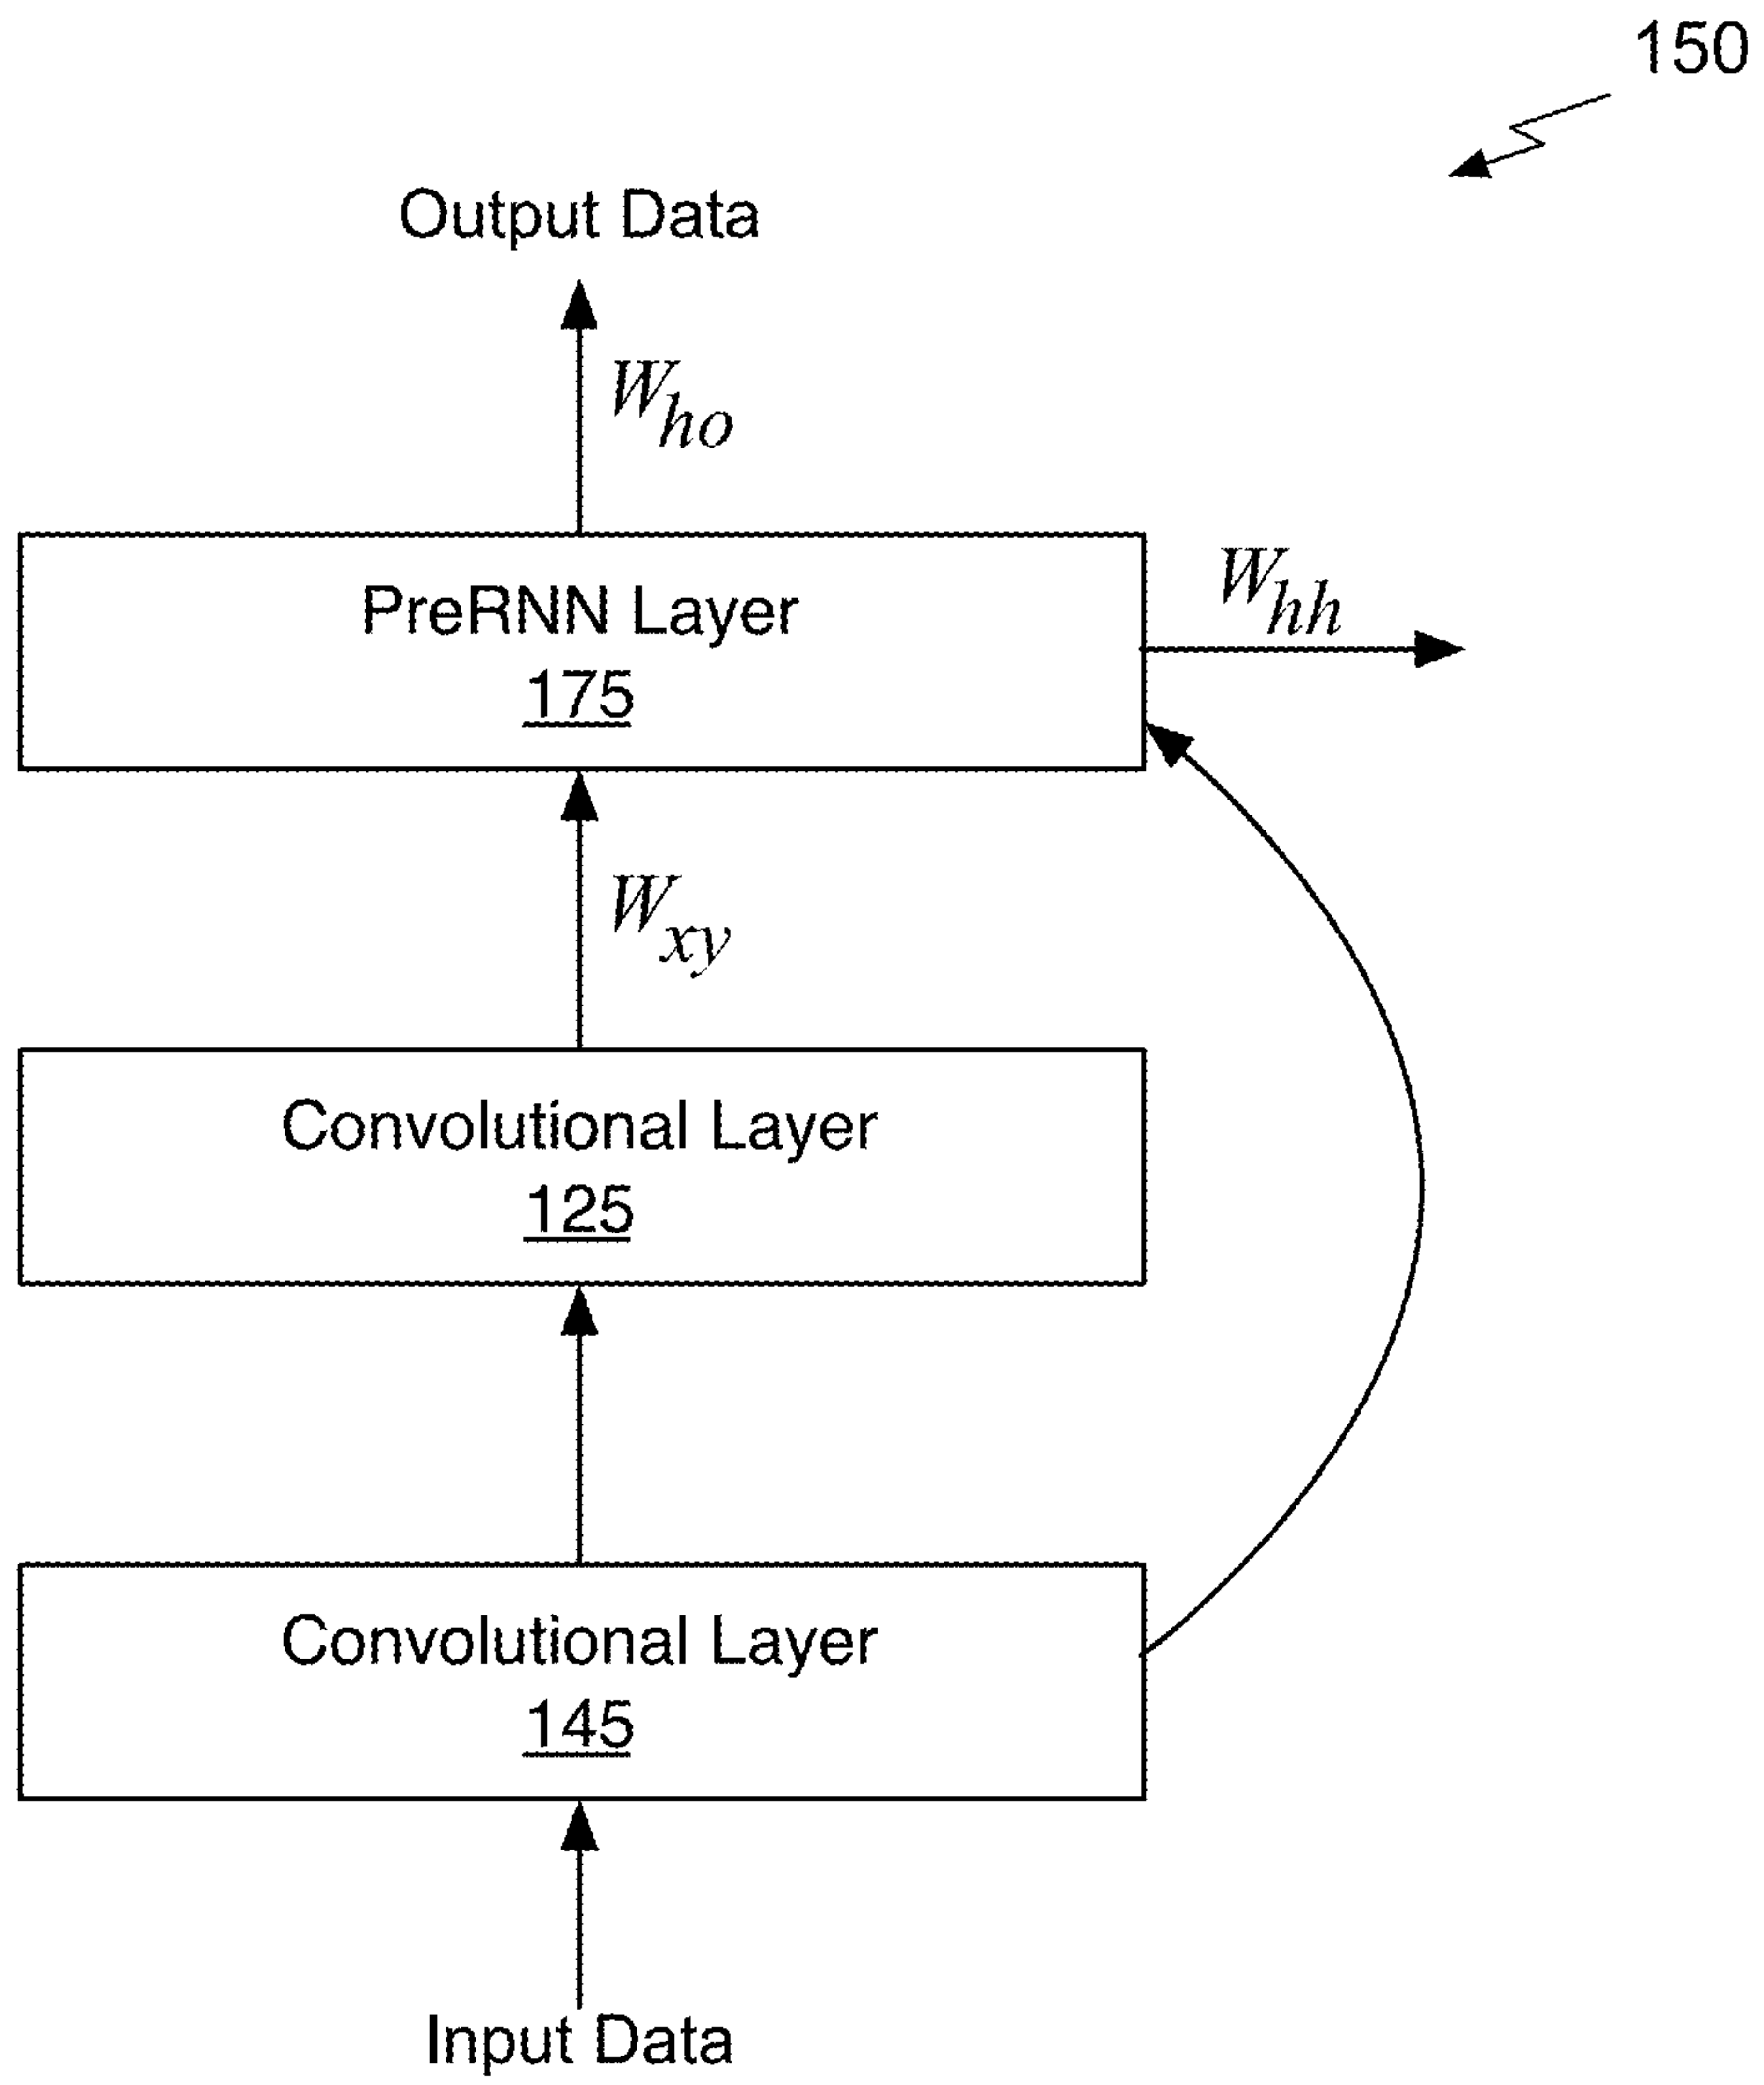 150
Output Data
W_ho
PreRNN Layer
175
W_hh
W_xy
Convolutional Layer
125
Convolutional Layer
145
Input Data